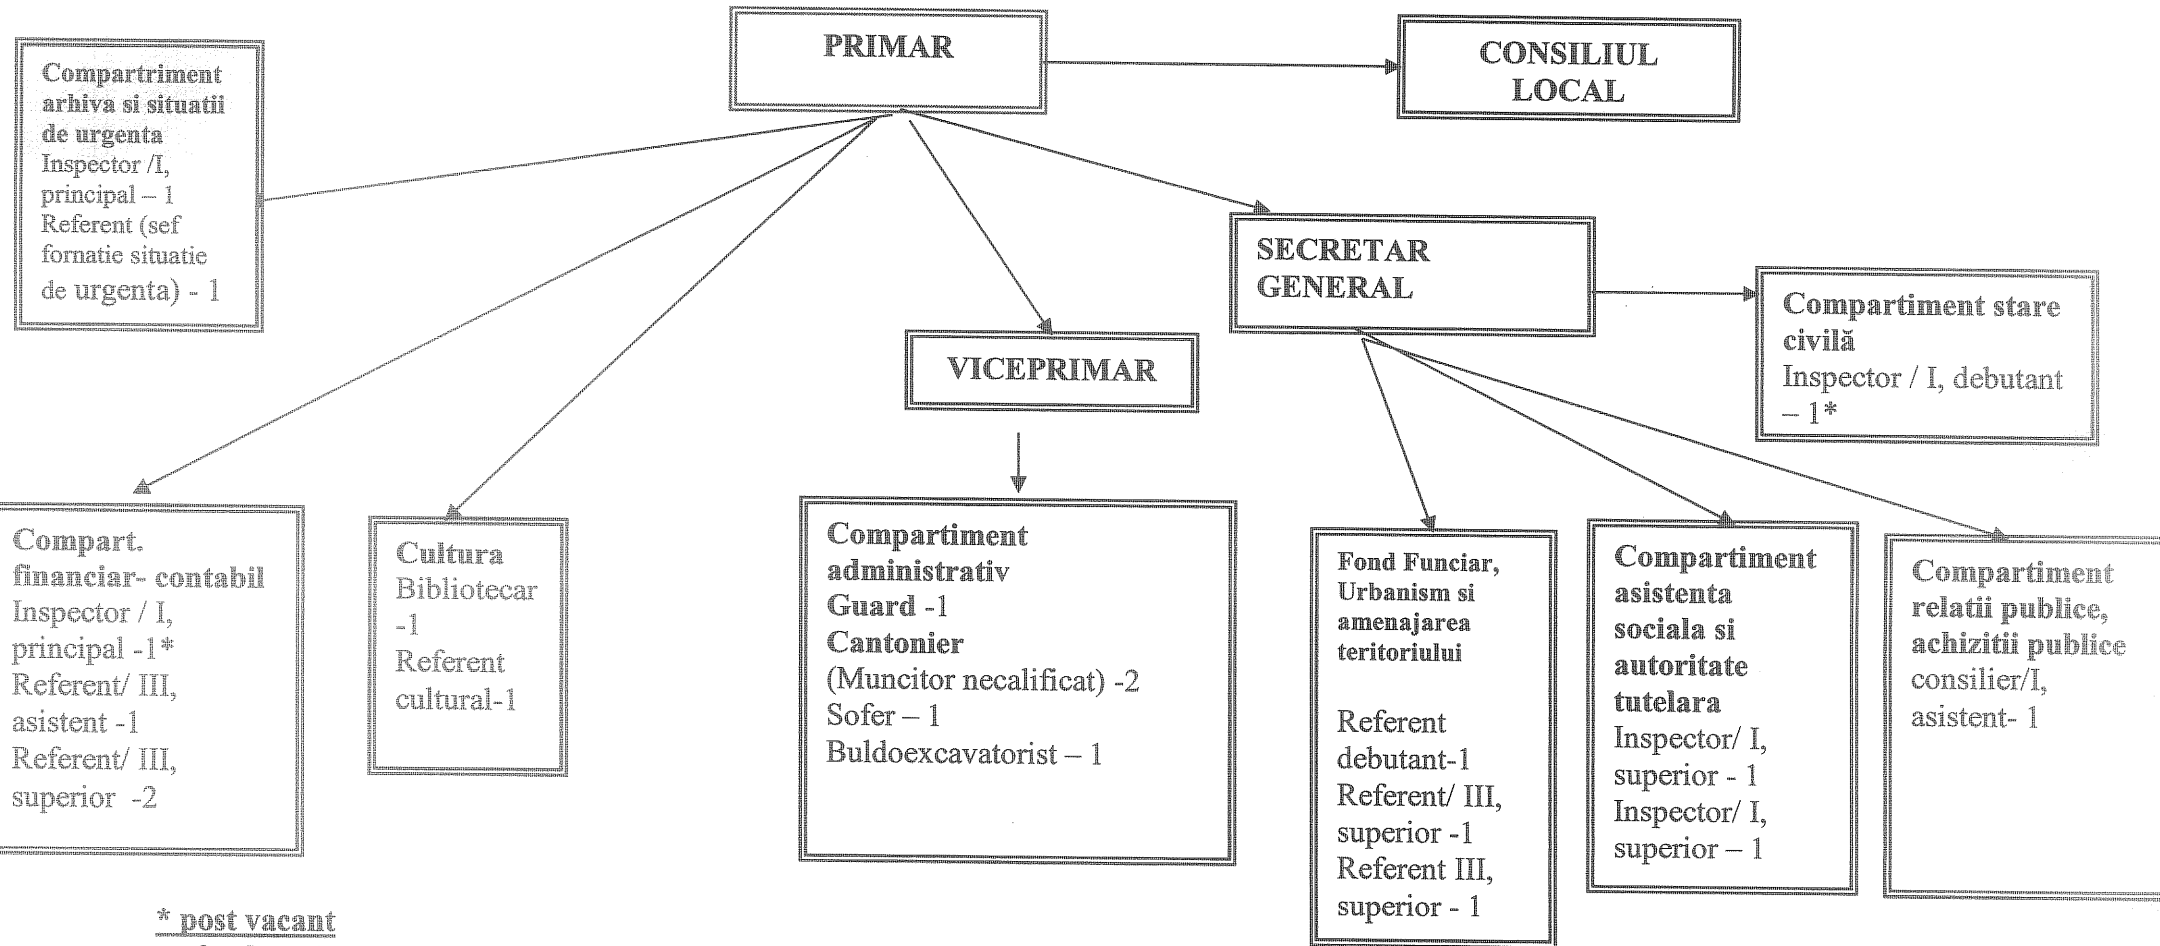 PRIMAR
CONSILIUL
LOCAL
Compartriment
arhiva si situatii
de urgenta
Inspector /I,
principal – 1
Referent (sef
fornatie situatie
de urgenta) - 1
SECRETAR
GENERAL
Compartiment stare
civilă
Inspector / I, debutant
– 1*
VICEPRIMAR
Compart.
financiar- contabil
Inspector / I,
principal -1*
Referent/ III,
asistent -1
Referent/ III,
superior -2
Cultura
Bibliotecar
-1
Referent
cultural-1
Compartiment
administrativ
Guard -1
Cantonier
(Muncitor necalificat) -2
Sofer – 1
Buldoexcavatorist – 1
Fond Funciar,
Urbanism si
amenajarea
teritoriului
Referent
debutant-1
Referent/ III,
superior -1
Referent III,
superior - 1
Compartiment
asistenta
sociala si
autoritate
tutelara
Inspector/ I,
superior - 1
Inspector/ I,
superior – 1
Compartiment
relatii publice,
achizitii publice
consilier/I,
asistent- 1
* post vacant